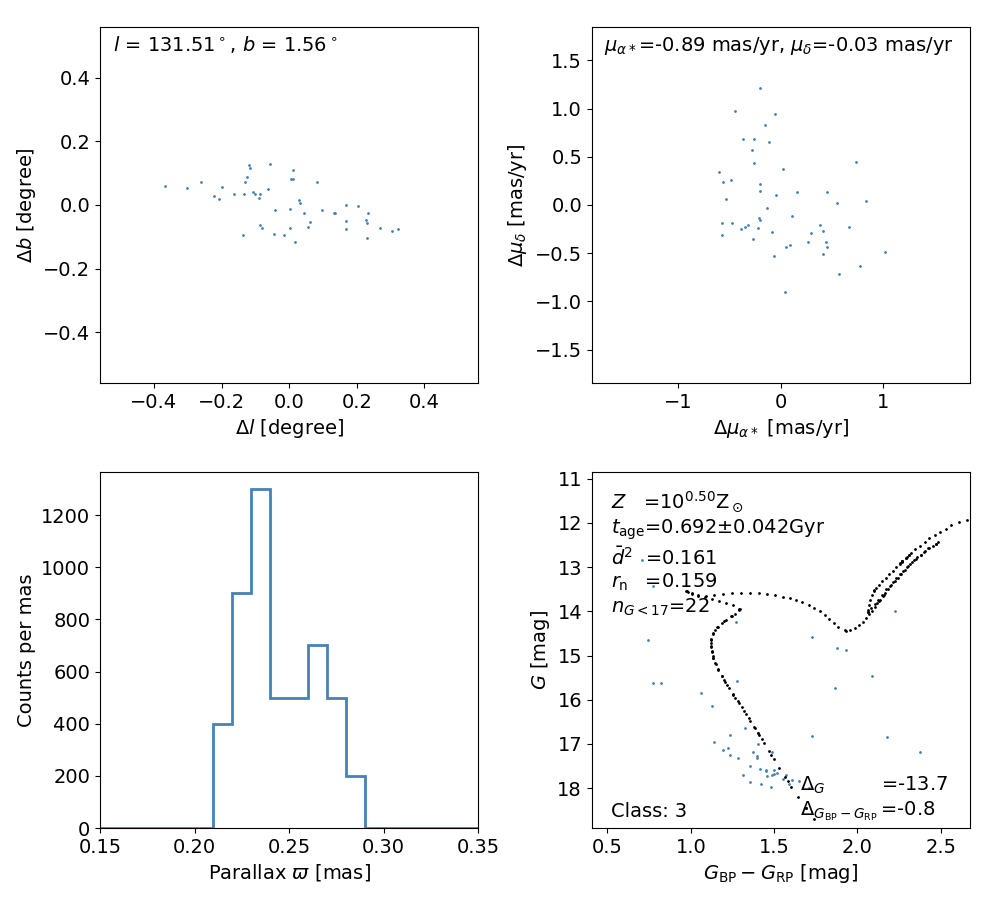 l = 131.51°, b = 1.56°
0.4
0.2
0.0
−0.2
−0.4
Δb [degree]
−0.4 −0.2 0.0 0.2 0.4
Δl [degree]
μα*=-0.89 mas/yr, μδ=-0.03 mas/yr
1.5
1.0
0.5
0.0
−0.5
−1.0
−1.5
Δμδ [mas/yr]
−1 0 1
Δμα* [mas/yr]
1200
1000
800
600
400
200
0
Counts per mas
0.15 0.20 0.25 0.30 0.35
Parallax ϖ [mas]
Z =10^0.50 Z⊙
t_age=0.692±0.042Gyr
d̄² =0.161
r_n =0.159
n_G<17=22
Δ_G =-13.7
Δ_G_BP−G_RP =-0.8
Class: 3
11
12
13
14
15
16
17
18
G [mag]
0.5 1.0 1.5 2.0 2.5
G_BP − G_RP [mag]